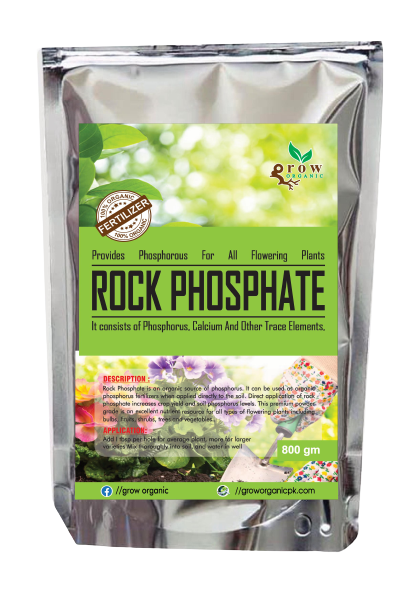 grow
ORGANIC
100% ORGANIC
FERTILIZER
100% ORGANIC
Provides Phosphorous For All Flowering Plants
ROCK PHOSPHATE
It consists of Phosphorus, Calcium And Other Trace Elements,
DESCRIPTION :
Rock Phosphate is an organic source of phosphorus. It can be used as organic
phosphorus fertilizers when applied directly to the soil. Direct application of rock
phosphate increases crop yield and soil phosphorus levels. This premium powder
grade is an excellent nutrient resource for all types of flowering plants including
bulbs, fruits, shrubs, trees and vegetables.
APPLICATION:
Add 1 tbsp per hole for average plant, more for larger
varieties Mix thoroughly into soil, and water in well
800 gm
//grow organic
//groworganicpk.com